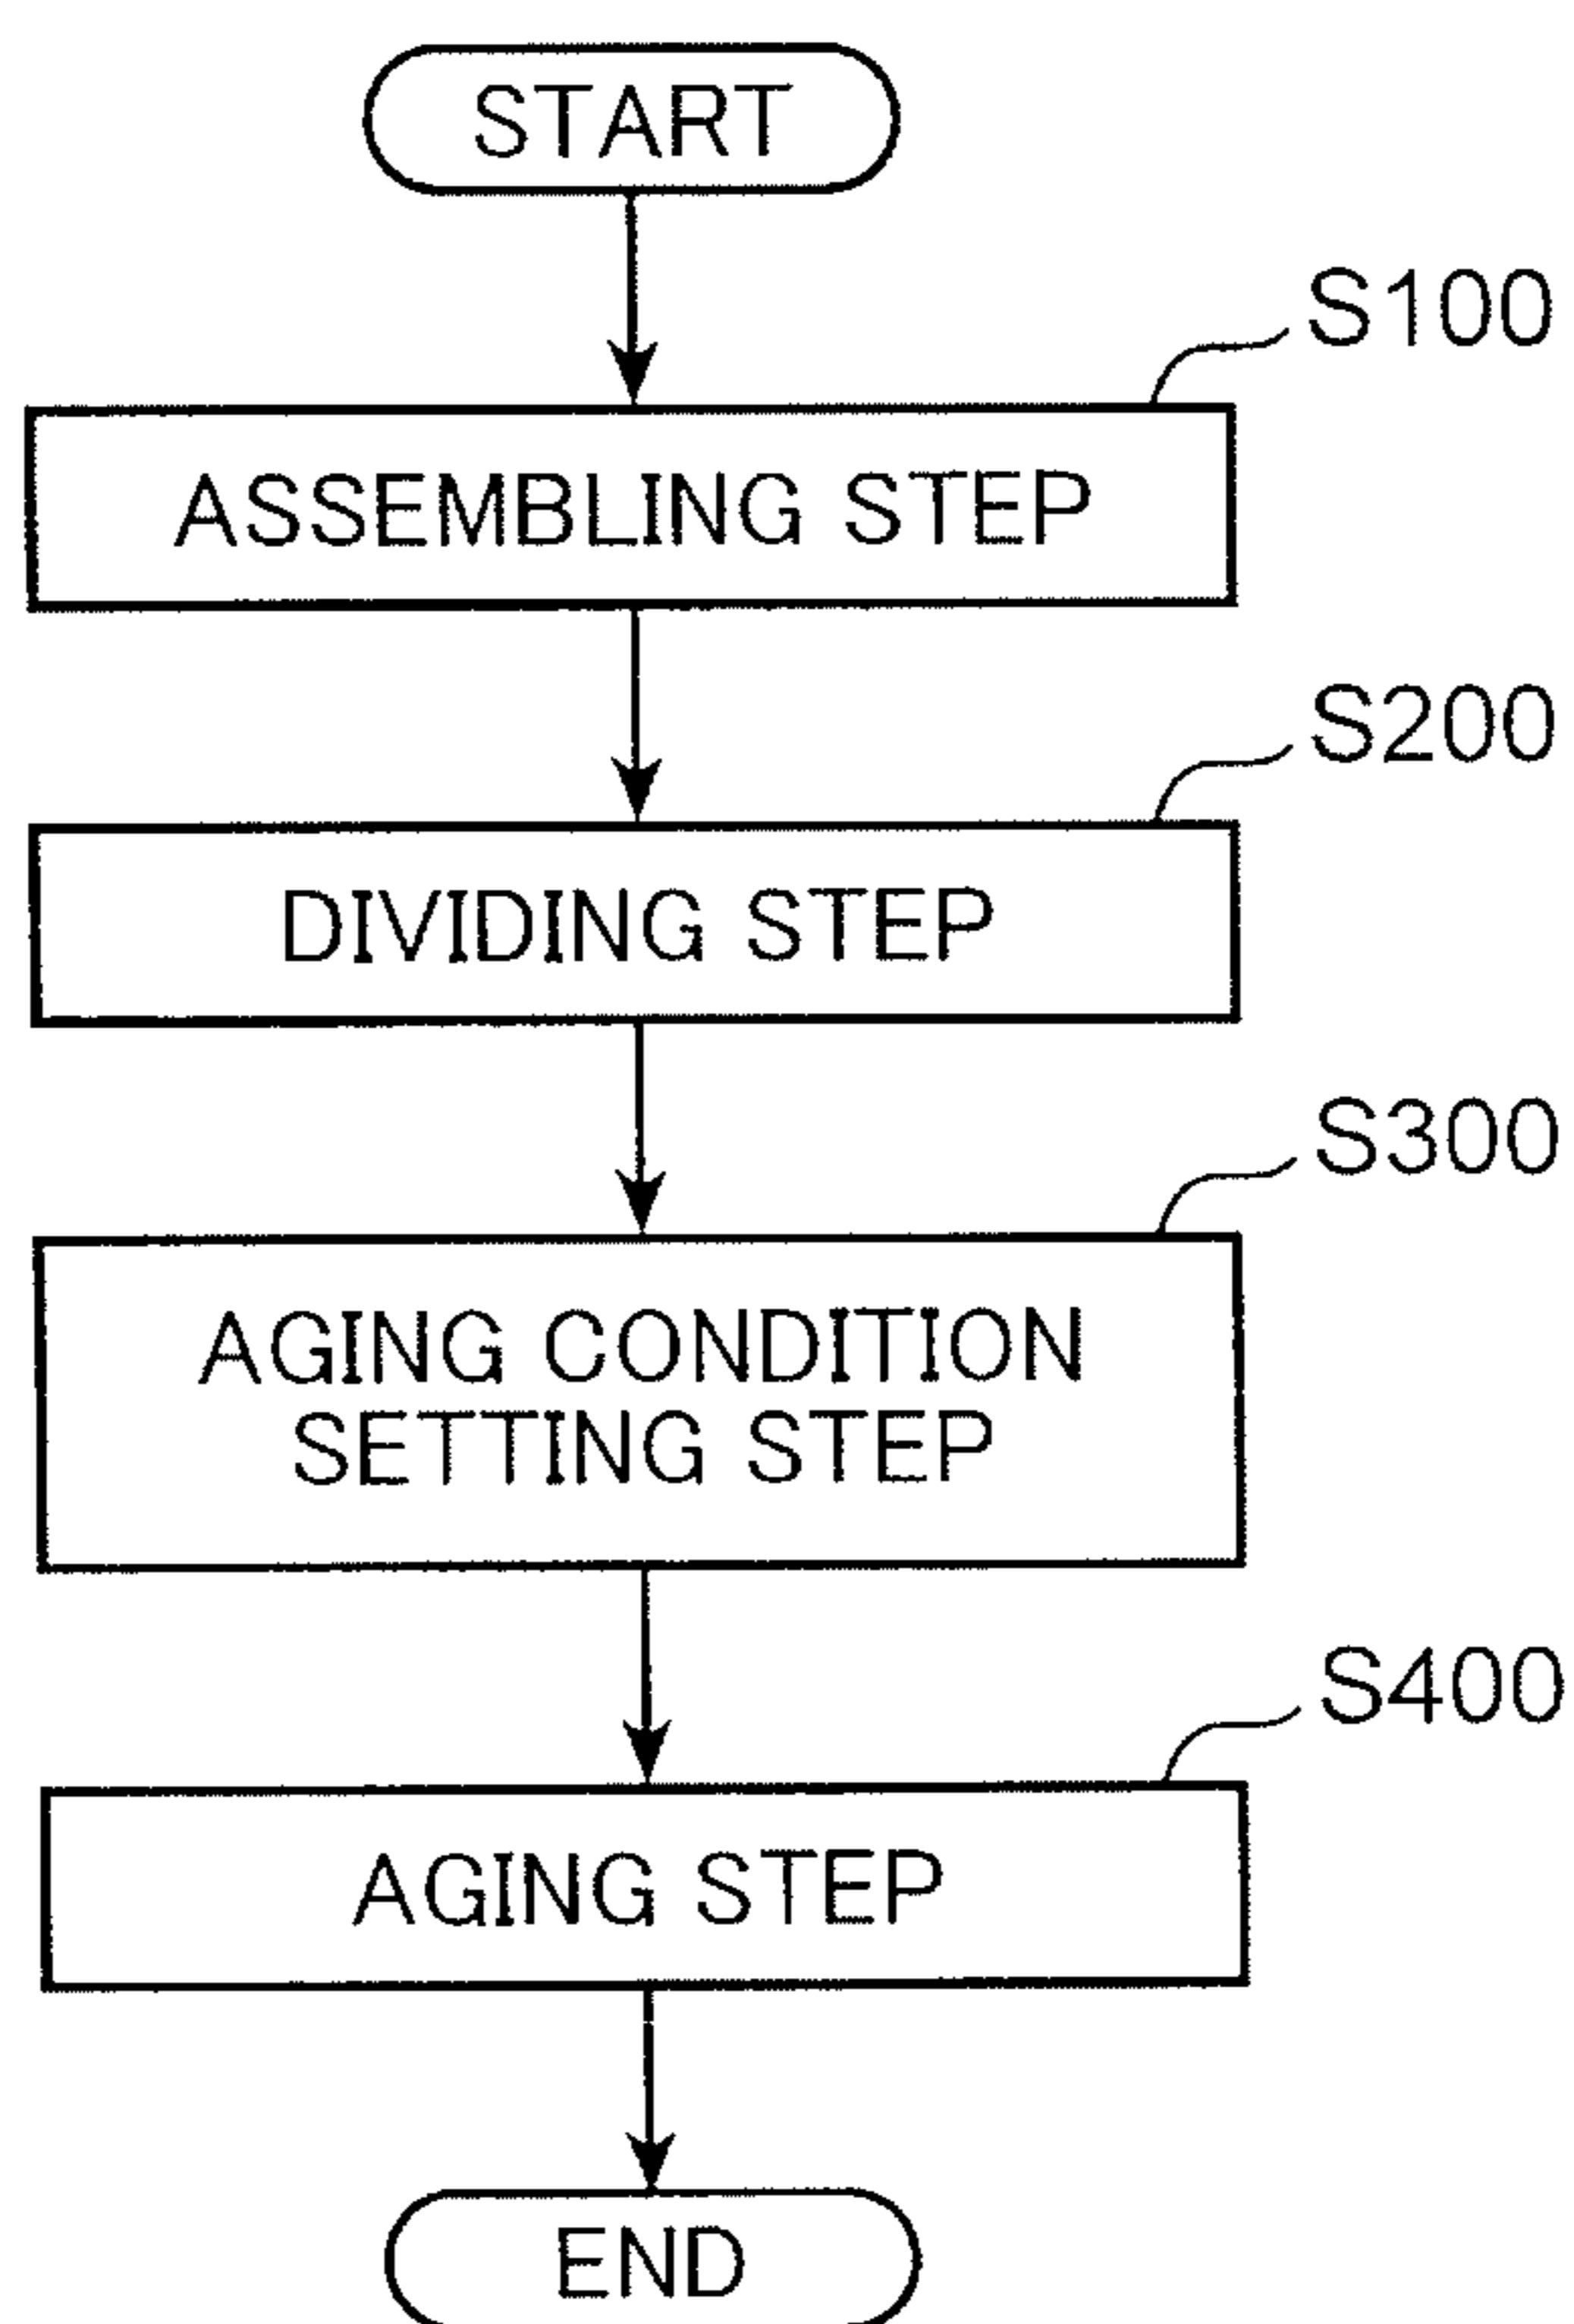 START
S100
ASSEMBLING STEP
S200
DIVIDING STEP
S300
AGING CONDITION
SETTING STEP
S400
AGING STEP
END